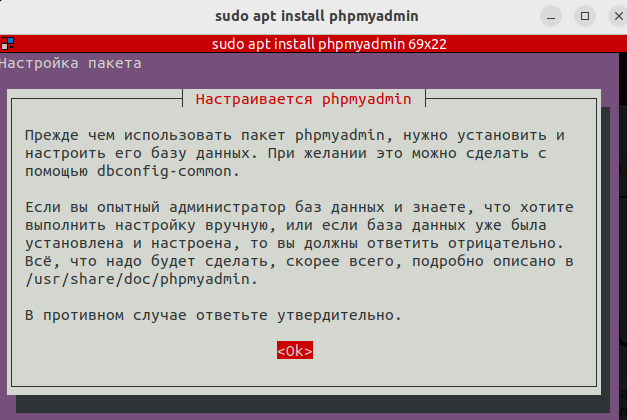 sudo apt install phpmyadmin
sudo apt install phpmyadmin 69x22
Настройка пакета
Настраивается phpmyadmin
Прежде чем использовать пакет phpmyadmin, нужно установить и
настроить его базу данных. При желании это можно сделать с
помощью dbconfig-common.
Если вы опытный администратор баз данных и знаете, что хотите
выполнить настройку вручную, или если база данных уже была
установлена и настроена, то вы должны ответить отрицательно.
Всё, что надо будет сделать, скорее всего, подробно описано в
/usr/share/doc/phpmyadmin.
В противном случае ответьте утвердительно.
<Ok>